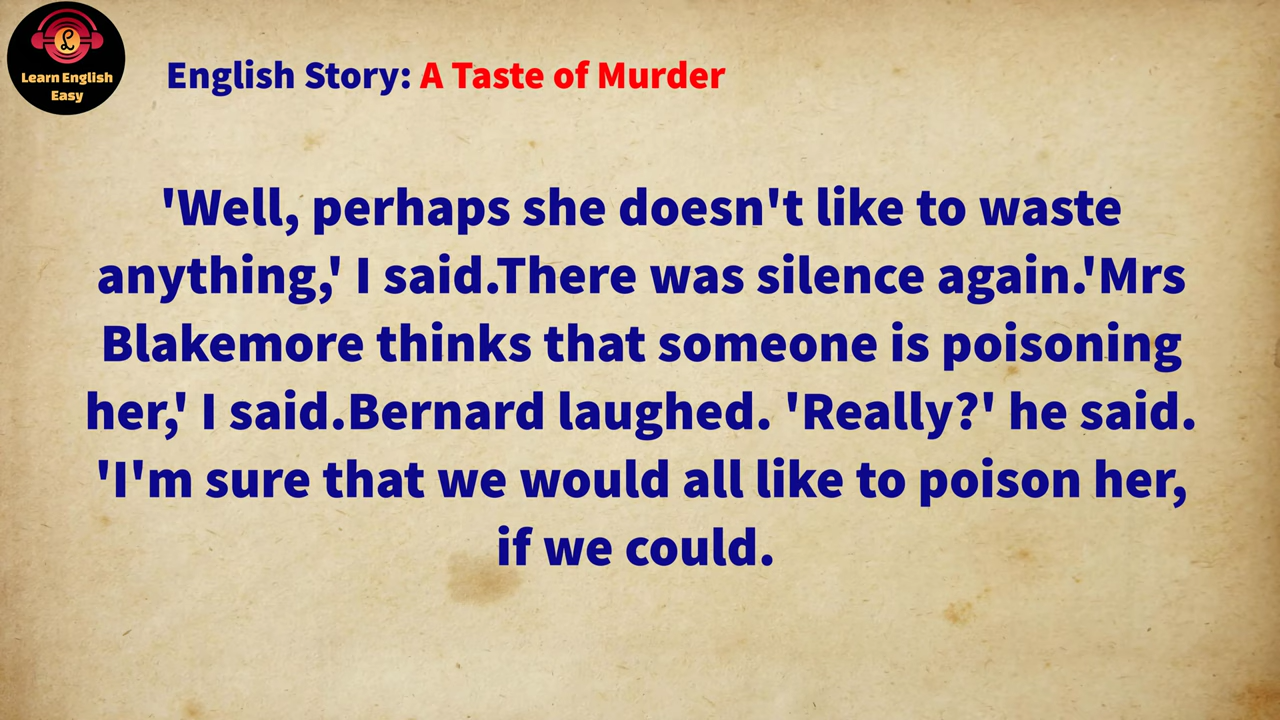 Learn English
Easy
English Story: A Taste of Murder
'Well, perhaps she doesn't like to waste
anything,' I said.There was silence again.'Mrs
Blakemore thinks that someone is poisoning
her,' I said.Bernard laughed. 'Really?' he said.
'I'm sure that we would all like to poison her,
if we could.